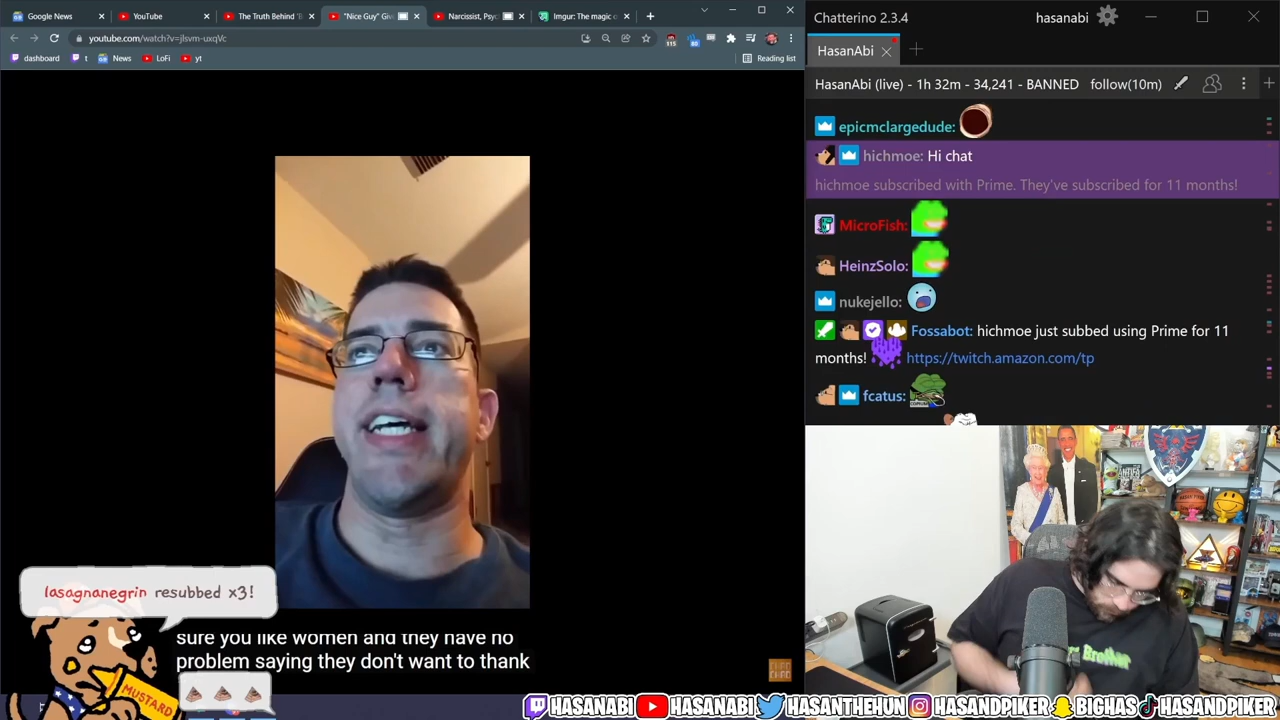 Google News
YouTube
The Truth Behind
"Nice Guy" Giv
Narcissist, Psy
Imgur: The magic
youtube.com/watch?v=jlsvm-uxqVc
dashboard
t
News
LoFi
yt
Reading list
Chatterino 2.3.4
hasanabi
HasanAbi
HasanAbi (live) - 1h 32m - 34,241 - BANNED
follow(10m)
epicmclargedude:
hichmoe: Hi chat
hichmoe subscribed with Prime. They've subscribed for 11 months!
MicroFish:
HeinzSolo:
nukejello:
Fossabot: hichmoe just subbed using Prime for 11
months! https://twitch.amazon.com/tp
fcatus:
lasagnanegrin resubbed x3!
MUSTARD
sure you like women and they have no
problem saying they don't want to thank
Brother
HASANABI
HASANABI
HASANTHEHUN
HASANDPIKER
BIGHAS
HASANDPIKER